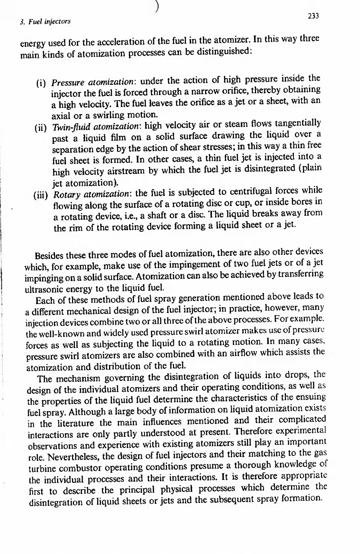 3. Fuel injectors
233
energy used for the acceleration of the fuel in the atomizer. In this way three
main kinds of atomization processes can be distinguished:
(i) Pressure atomization: under the action of high pressure inside the
injector the fuel is forced through a narrow orifice, thereby obtaining
a high velocity. The fuel leaves the orifice as a jet or a sheet, with an
axial or a swirling motion.
(ii) Twin-fluid atomization: high velocity air or steam flows tangentially
past a liquid film on a solid surface drawing the liquid over a
separation edge by the action of shear stresses; in this way a thin free
fuel sheet is formed. In other cases, a thin fuel jet is injected into a
high velocity airstream by which the fuel jet is disintegrated (plain
jet atomization).
(iii) Rotary atomization: the fuel is subjected to centrifugal forces while
flowing along the surface of a rotating disc or cup, or inside bores in
a rotating device, i.e., a shaft or a disc. The liquid breaks away from
the rim of the rotating device forming a liquid sheet or a jet.
Besides these three modes of fuel atomization, there are also other devices
which, for example, make use of the impingement of two fuel jets or of a jet
impinging on a solid surface. Atomization can also be achieved by transferring
ultrasonic energy to the liquid fuel.
Each of these methods of fuel spray generation mentioned above leads to
a different mechanical design of the fuel injector; in practice, however, many
injection devices combine two or all three of the above processes. For example,
the well-known and widely used pressure swirl atomizer makes use of pressure
forces as well as subjecting the liquid to a rotating motion. In many cases,
pressure swirl atomizers are also combined with an airflow which assists the
atomization and distribution of the fuel.
The mechanism governing the disintegration of liquids into drops, the
design of the individual atomizers and their operating conditions, as well as
the properties of the liquid fuel determine the characteristics of the ensuing
fuel spray. Although a large body of information on liquid atomization exists
in the literature the main influences mentioned and their complicated
interactions are only partly understood at present. Therefore experimental
observations and experience with existing atomizers still play an important
role. Nevertheless, the design of fuel injectors and their matching to the gas
turbine combustor operating conditions presume a thorough knowledge of
the individual processes and their interactions. It is therefore appropriate
first to describe the principal physical processes which determine the
disintegration of liquid sheets or jets and the subsequent spray formation.